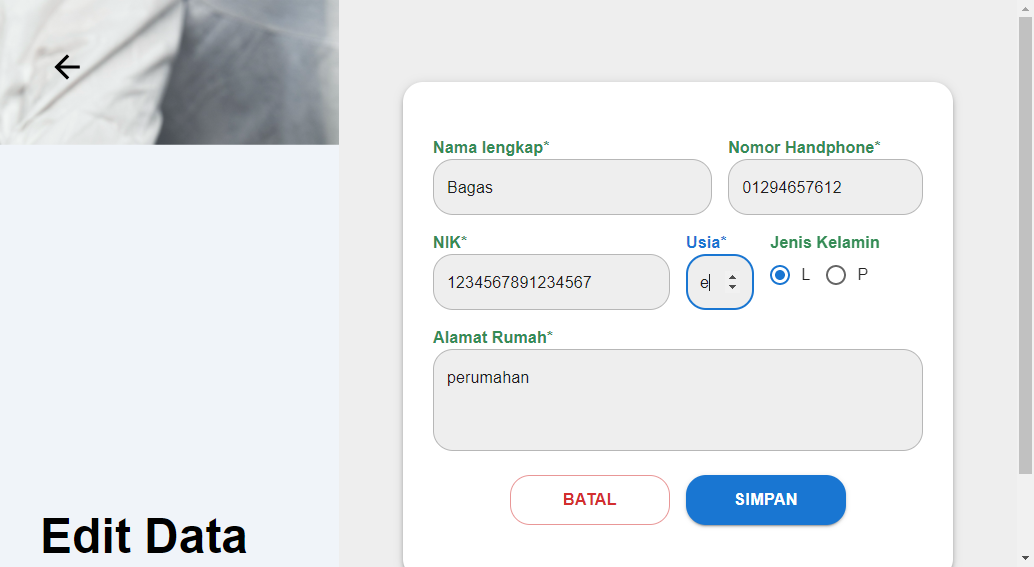 Nama lengkap*
Nomor Handphone*
Bagas
01294657612
NIK*
Usia*
Jenis Kelamin
1234567891234567
e
L
P
Alamat Rumah*
perumahan
BATAL
SIMPAN
Edit Data